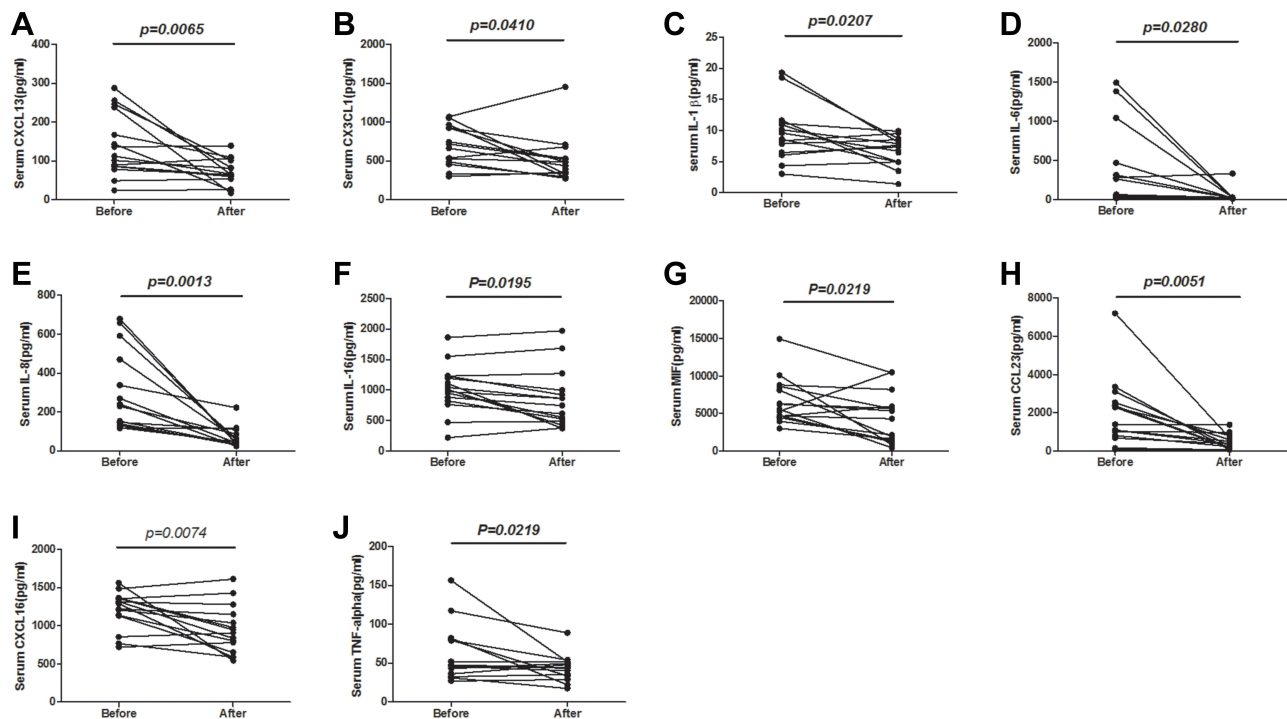 A
p=0.0065
Serum CXCL13(pg/ml)
400
300
200
100
0
Before After
B
p=0.0410
Serum CX3CL1(pg/ml)
2000
1500
1000
500
0
Before After
C
p=0.0207
serum IL-1 β(pg/ml)
25
20
15
10
5
0
Before After
D
p=0.0280
Serum IL-6(pg/ml)
2000
1500
1000
500
0
Before After
E
p=0.0013
Serum IL-8(pg/ml)
800
600
400
200
0
Before After
F
P=0.0195
Serum IL-16(pg/ml)
2500
2000
1500
1000
500
0
Before After
G
P=0.0219
Serum MIF(pg/ml)
20000
15000
10000
5000
0
Before After
H
p=0.0051
Serum CCL23(pg/ml)
8000
6000
4000
2000
0
Before After
I
p=0.0074
Serum CXCL16(pg/ml)
2000
1500
1000
500
0
Before After
J
P=0.0219
Serum TNF-alpha(pg/ml)
200
150
100
50
0
Before After